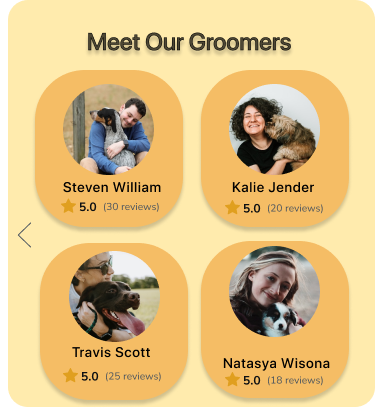 Meet Our Groomers
Steven William
5.0 (30 reviews)
Kalie Jender
5.0 (20 reviews)
Travis Scott
5.0 (25 reviews)
Natasya Wisona
5.0 (18 reviews)